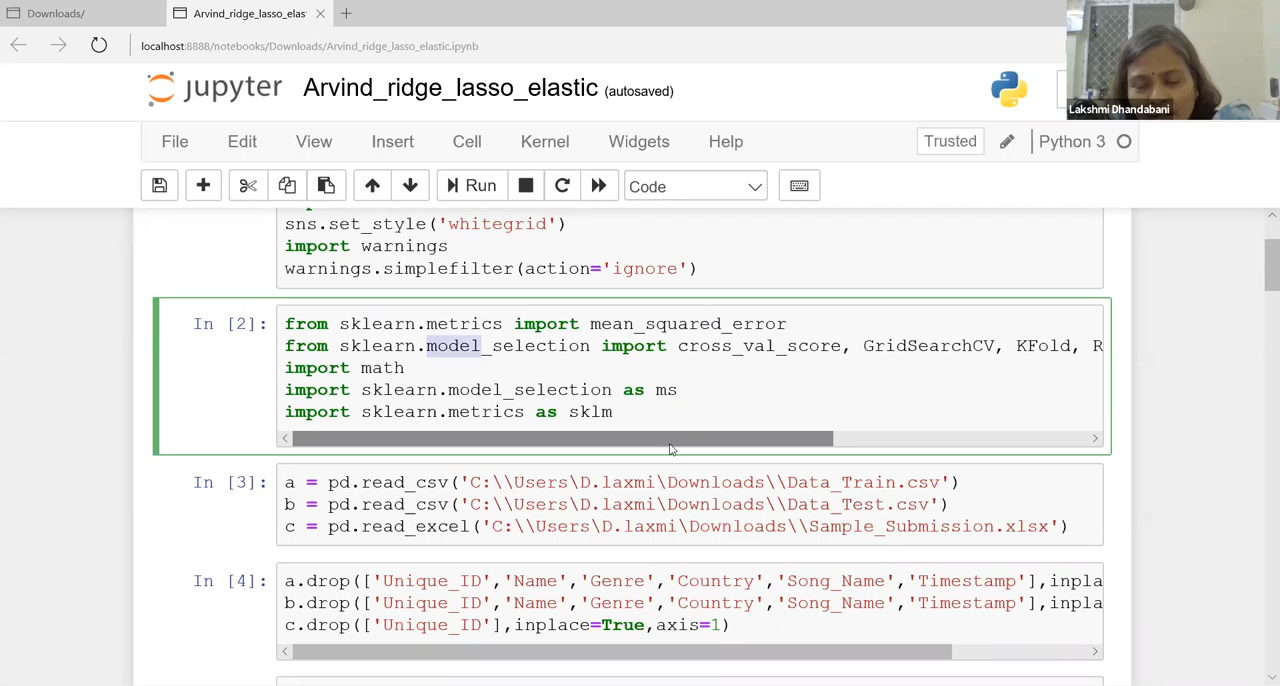 Downloads/
Arvind_ridge_lasso_elas
localhost:8888/notebooks/Downloads/Arvind_ridge_lasso_elastic.ipynb
Lakshmi Dhandabani
jupyter Arvind_ridge_lasso_elastic (autosaved)
File Edit View Insert Cell Kernel Widgets Help Trusted Python 3
Run Code
sns.set_style('whitegrid')
import warnings
warnings.simplefilter(action='ignore')
In [2]: from sklearn.metrics import mean_squared_error
from sklearn.model_selection import cross_val_score, GridSearchCV, KFold, R
import math
import sklearn.model_selection as ms
import sklearn.metrics as sklm
In [3]: a = pd.read_csv('C:\\Users\D.laxmi\Downloads\\Data_Train.csv')
b = pd.read_csv('C:\\Users\D.laxmi\Downloads\\Data_Test.csv')
c = pd.read_excel('C:\\Users\D.laxmi\Downloads\\Sample_Submission.xlsx')
In [4]: a.drop(['Unique_ID','Name','Genre','Country','Song_Name','Timestamp'],inpla
b.drop(['Unique_ID','Name','Genre','Country','Song_Name','Timestamp'],inpla
c.drop(['Unique_ID'],inplace=True,axis=1)